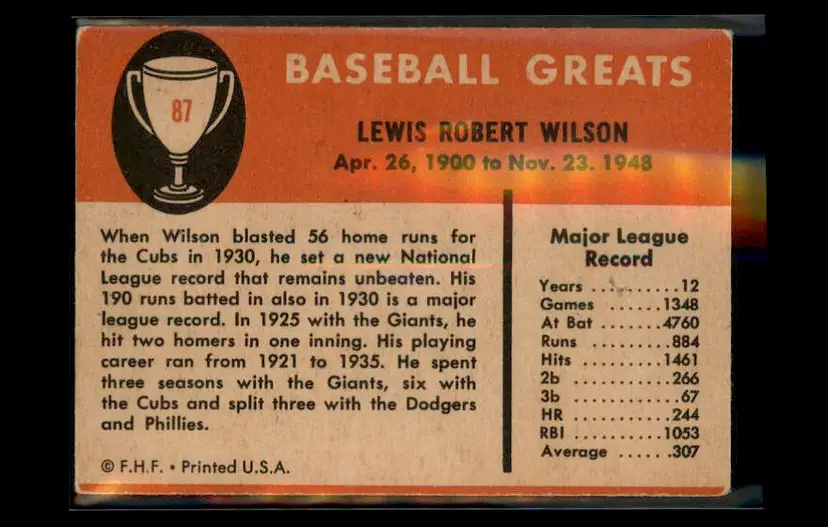 87
BASEBALL GREATS
LEWIS ROBERT WILSON
Apr. 26, 1900 to Nov. 23. 1948
When Wilson blasted 56 home runs for
the Cubs in 1930, he set a new National
League record that remains unbeaten. His
190 runs batted in also in 1930 is a major
league record. In 1925 with the Giants, he
hit two homers in one inning. His playing
career ran from 1921 to 1935. He spent
three seasons with the Giants, six with
the Cubs and split three with the Dodgers
and Phillies.
© F.H.F. • Printed U.S.A.
Major League
Record
Years ..........12
Games ......1348
At Bat ......4760
Runs .........884
Hits ..........1461
2b ...........266
3b ............67
HR ..........244
RBI ..........1053
Average .....307